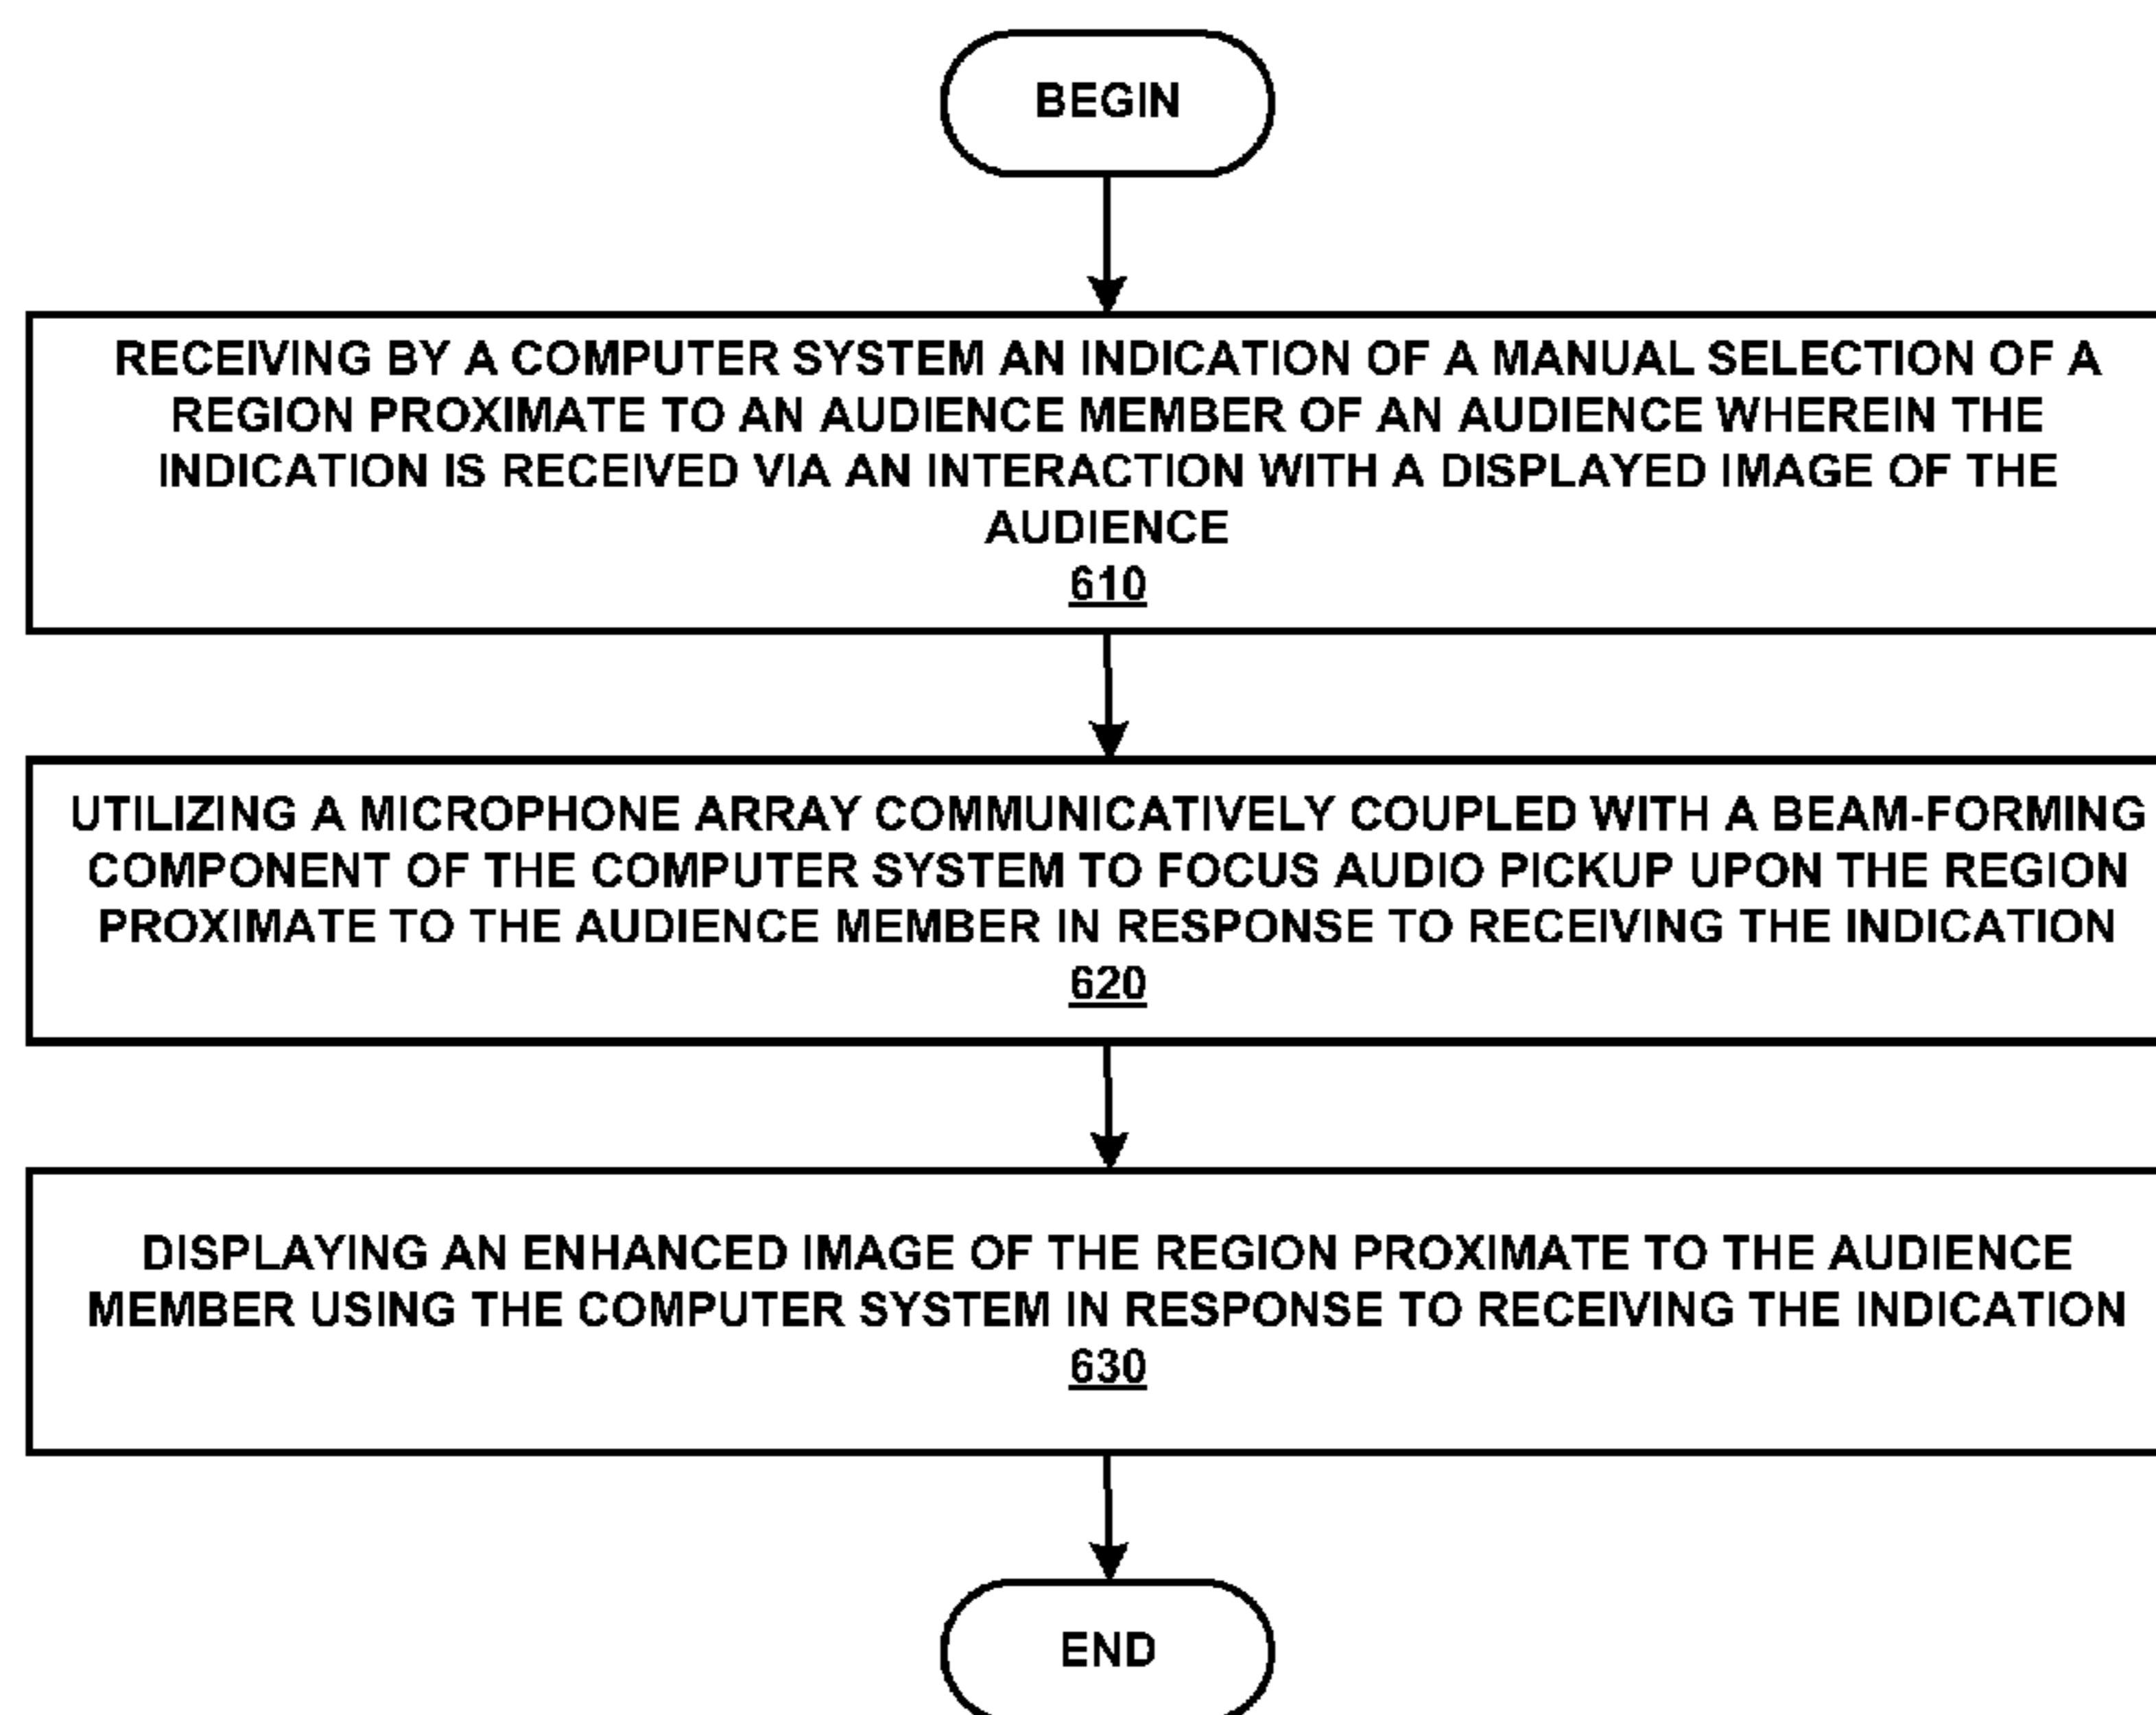 BEGIN
RECEIVING BY A COMPUTER SYSTEM AN INDICATION OF A MANUAL SELECTION OF A
REGION PROXIMATE TO AN AUDIENCE MEMBER OF AN AUDIENCE WHEREIN THE
INDICATION IS RECEIVED VIA AN INTERACTION WITH A DISPLAYED IMAGE OF THE
AUDIENCE
610
UTILIZING A MICROPHONE ARRAY COMMUNICATIVELY COUPLED WITH A BEAM-FORMING
COMPONENT OF THE COMPUTER SYSTEM TO FOCUS AUDIO PICKUP UPON THE REGION
PROXIMATE TO THE AUDIENCE MEMBER IN RESPONSE TO RECEIVING THE INDICATION
620
DISPLAYING AN ENHANCED IMAGE OF THE REGION PROXIMATE TO THE AUDIENCE
MEMBER USING THE COMPUTER SYSTEM IN RESPONSE TO RECEIVING THE INDICATION
630
END